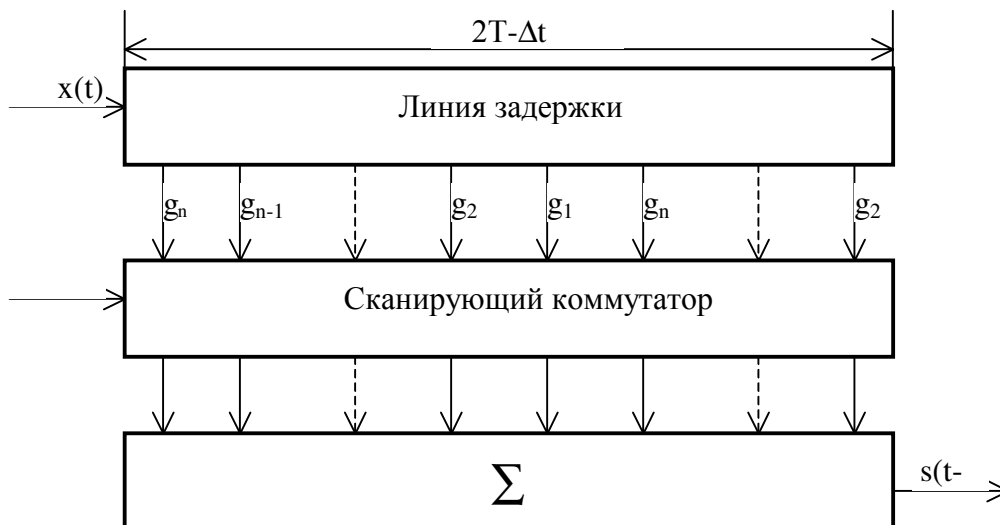 2T-Δt
x(t)
Линия задержки
gₙ gₙ₋₁ g₂ g₁ gₙ g₂
Сканирующий коммутатор
s(t-
Σ